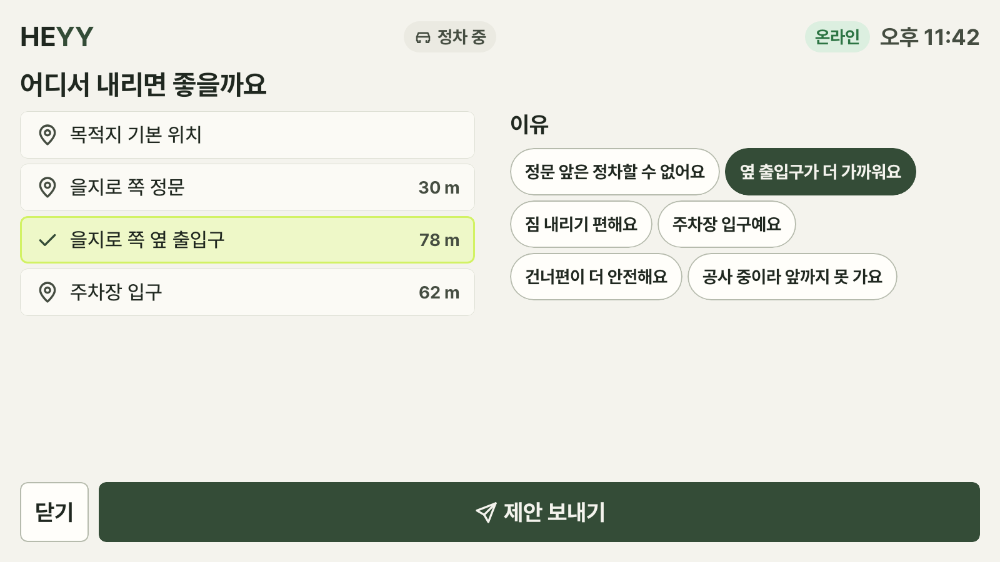 HEYY
정차 중
온라인
오후 11:42
어디서 내리면 좋을까요
목적지 기본 위치
을지로 쪽 정문 30 m
을지로 쪽 옆 출입구 78 m
주차장 입구 62 m
이유
정문 앞은 정차할 수 없어요
옆 출입구가 더 가까워요
짐 내리기 편해요
주차장 입구예요
건너편이 더 안전해요
공사 중이라 앞까지 못 가요
닫기
제안 보내기